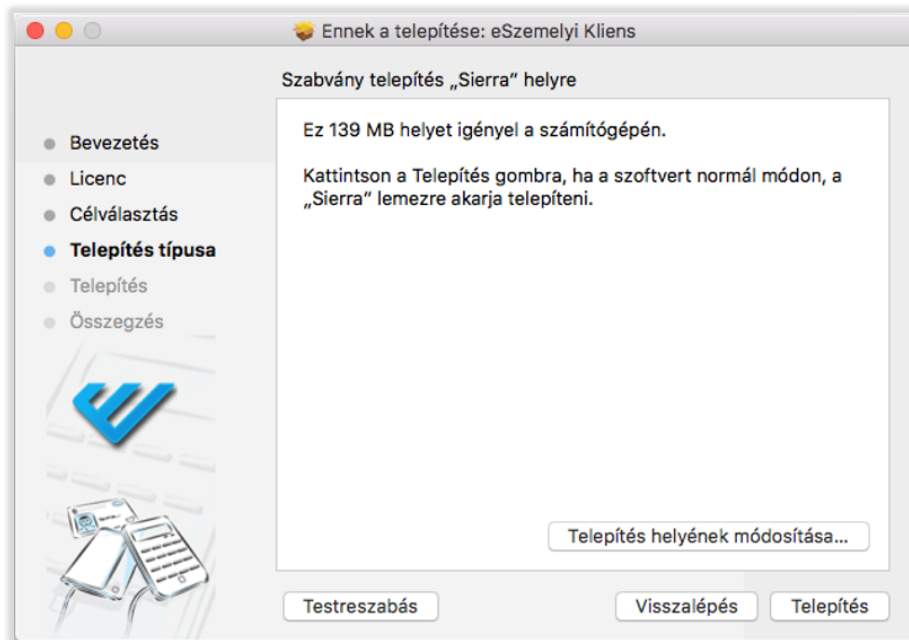 Ennek a telepítése: eSzemelyi Kliens
Szabvány telepítés „Sierra” helyre
Bevezetés
Licenc
Célválasztás
Telepítés típusa
Telepítés
Összegzés
Ez 139 MB helyet igényel a számítógépén.
Kattintson a Telepítés gombra, ha a szoftvert normál módon, a
„Sierra” lemezre akarja telepíteni.
Telepítés helyének módosítása...
Testreszabás
Visszalépés
Telepítés